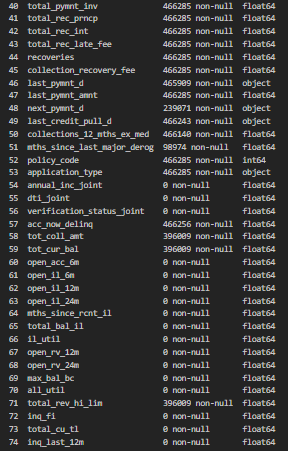 40 total_pymnt_inv 466285 non-null float64
41 total_rec_prncp 466285 non-null float64
42 total_rec_int 466285 non-null float64
43 total_rec_late_fee 466285 non-null float64
44 recoveries 466285 non-null float64
45 collection_recovery_fee 466285 non-null float64
46 last_pymnt_d 465909 non-null object
47 last_pymnt_amnt 466285 non-null float64
48 next_pymnt_d 239071 non-null object
49 last_credit_pull_d 466243 non-null object
50 collections_12_mths_ex_med 466140 non-null float64
51 mths_since_last_major_derog 98974 non-null float64
52 policy_code 466285 non-null int64
53 application_type 466285 non-null object
54 annual_inc_joint 0 non-null float64
55 dti_joint 0 non-null float64
56 verification_status_joint 0 non-null float64
57 acc_now_delinq 466256 non-null float64
58 tot_coll_amt 396009 non-null float64
59 tot_cur_bal 396009 non-null float64
60 open_acc_6m 0 non-null float64
61 open_il_6m 0 non-null float64
62 open_il_12m 0 non-null float64
63 open_il_24m 0 non-null float64
64 mths_since_rcnt_il 0 non-null float64
65 total_bal_il 0 non-null float64
66 il_util 0 non-null float64
67 open_rv_12m 0 non-null float64
68 open_rv_24m 0 non-null float64
69 max_bal_bc 0 non-null float64
70 all_util 0 non-null float64
71 total_rev_hi_lim 396009 non-null float64
72 inq_fi 0 non-null float64
73 total_cu_tl 0 non-null float64
74 inq_last_12m 0 non-null float64